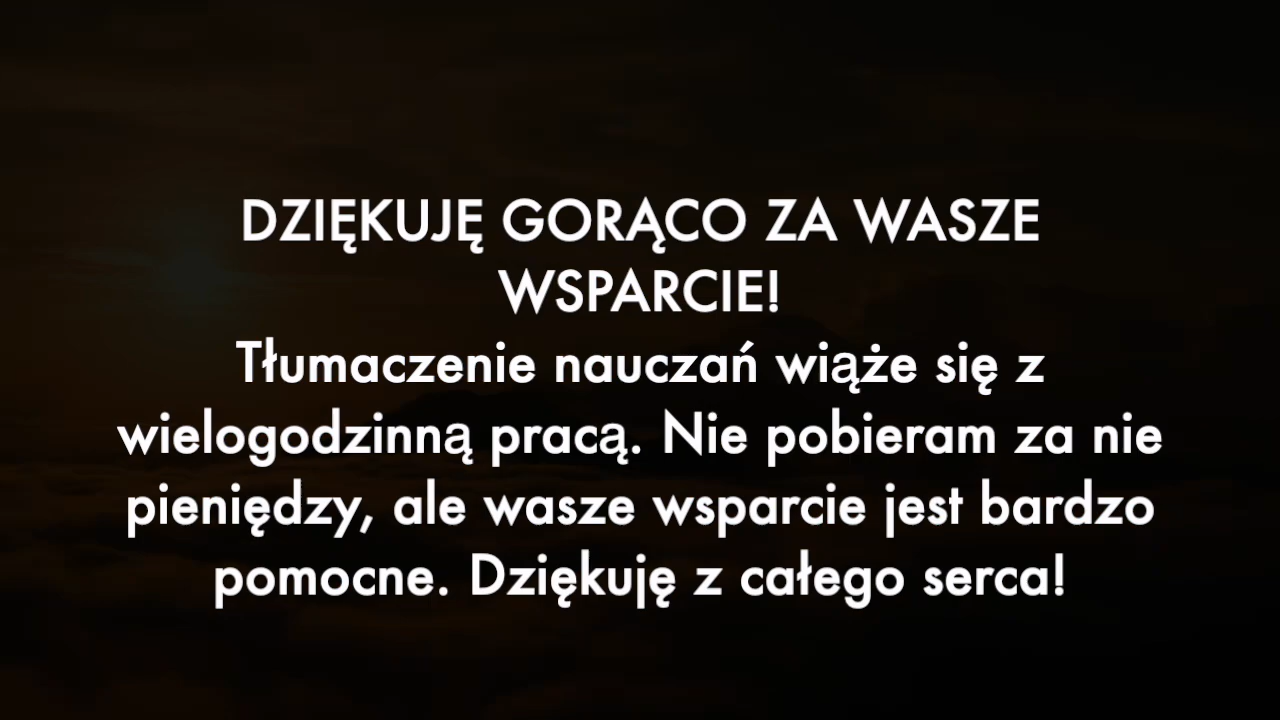 DZIĘKUJĘ GORĄCO ZA WASZE
WSPARCIE!
Tłumaczenie nauczań wiąże się z
wielogodzinną pracą. Nie pobieram za nie
pieniędzy, ale wasze wsparcie jest bardzo
pomocne. Dziękuję z całego serca!